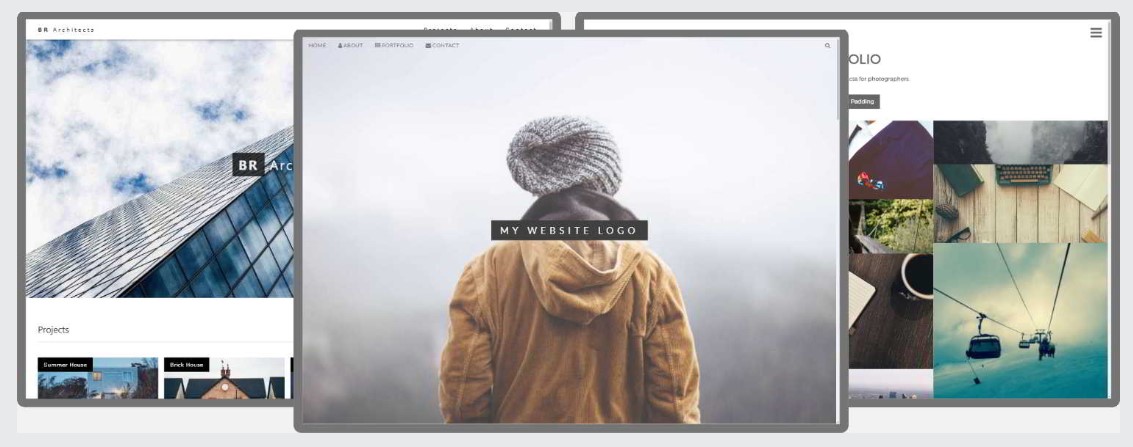 BR Architects
Projects About Contact
BR Arc
Projects
Summer House
Brick House
HOME ABOUT PORTFOLIO CONTACT
MY WEBSITE LOGO
OLIO
css for photographers
Padding